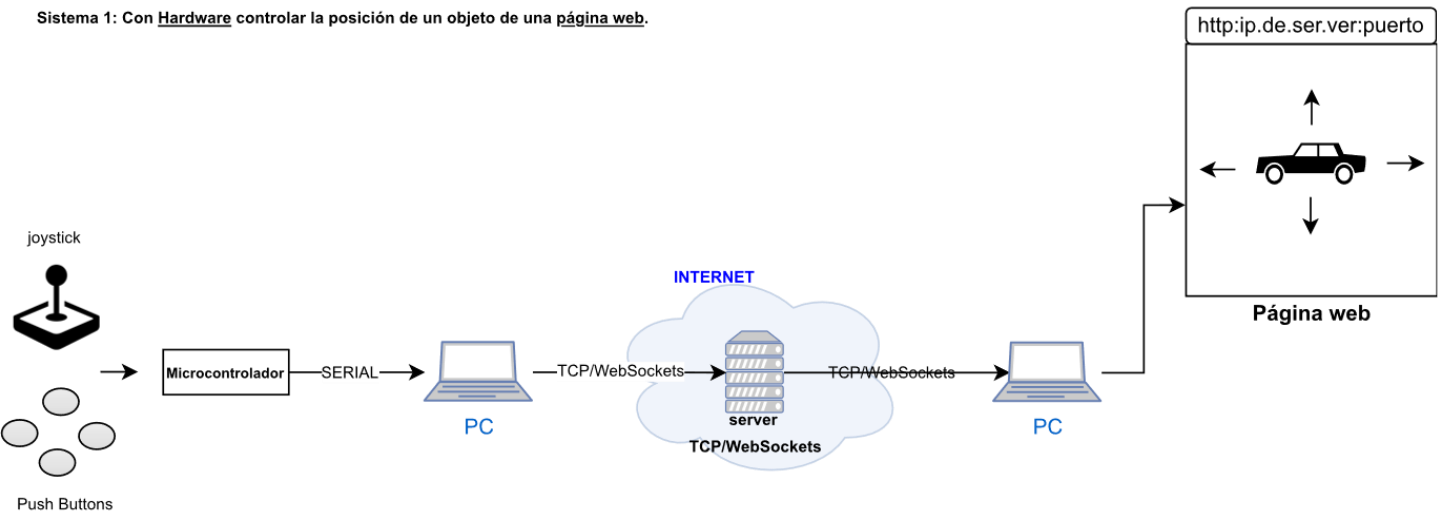 Sistema 1: Con Hardware controlar la posición de un objeto de una página web.
http:ip.de.ser.ver:puerto
Página web
joystick
Push Buttons
Microcontrolador
SERIAL
PC
INTERNET
TCP/WebSockets
server
TCP/WebSockets
TCP/WebSockets
PC